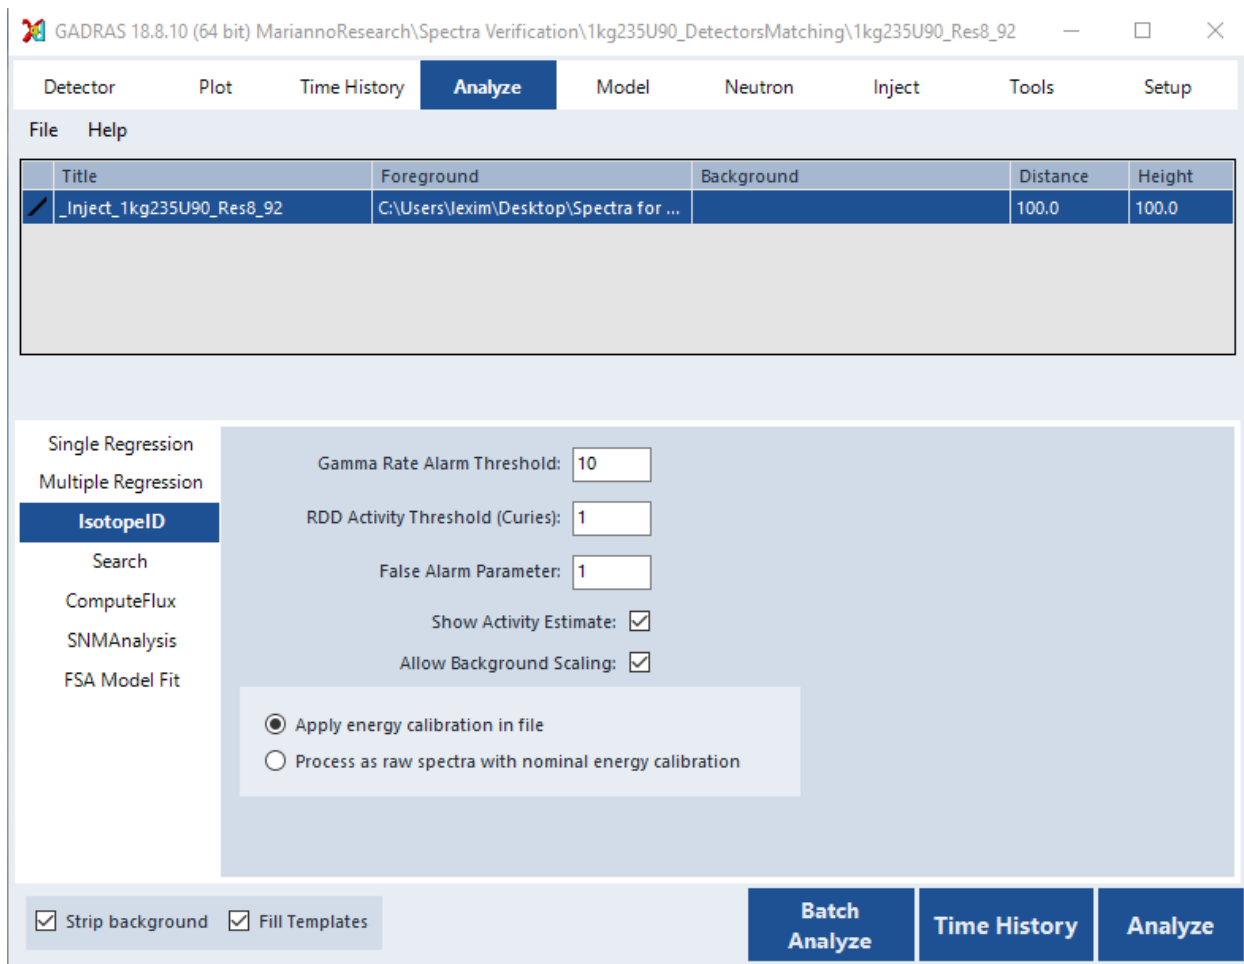 GADRAS 18.8.10 (64 bit) MariannoResearch\Spectra Verification\1kg235U90_DetectorsMatching\1kg235U90_Res8_92
Detector Plot Time History Analyze Model Neutron Inject Tools Setup
File Help
Title Foreground Background Distance Height
_Inject_1kg235U90_Res8_92 C:\Users\lexim\Desktop\Spectra for ... 100.0 100.0
Single Regression
Multiple Regression
IsotopeID
Search
ComputeFlux
SNMAnalysis
FSA Model Fit
Gamma Rate Alarm Threshold: 10
RDD Activity Threshold (Curies): 1
False Alarm Parameter: 1
Show Activity Estimate:
Allow Background Scaling:
Apply energy calibration in file
Process as raw spectra with nominal energy calibration
Strip background Fill Templates
Batch
Analyze
Time History
Analyze